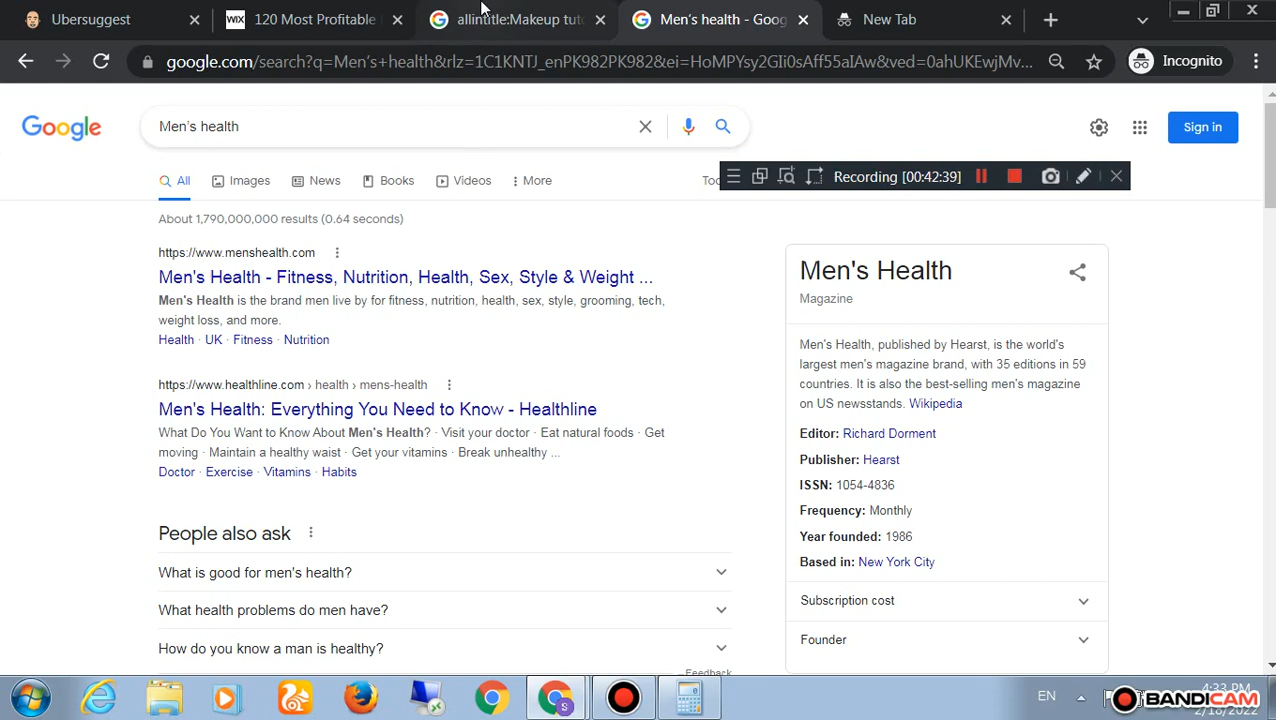 Ubersuggest
WIX 120 Most Profitable
allintitle:Makeup tut
Men's health - Goog
New Tab
google.com/search?q=Men's+health&rlz=1C1KNTJ_enPK982PK982&ei=HoMPYsy2GIi0sAff55aIAw&ved=0ahUKEwjMv...
Incognito
Google
Men's health
Sign in
All
Images
News
Books
Videos
More
Too
Recording [00:42:39]
About 1,790,000,000 results (0.64 seconds)
https://www.menshealth.com
Men's Health - Fitness, Nutrition, Health, Sex, Style & Weight ...
Men's Health is the brand men live by for fitness, nutrition, health, sex, style, grooming, tech,
weight loss, and more.
Health · UK · Fitness · Nutrition
https://www.healthline.com › health › mens-health
Men's Health: Everything You Need to Know - Healthline
What Do You Want to Know About Men's Health? · Visit your doctor · Eat natural foods · Get
moving · Maintain a healthy waist · Get your vitamins · Break unhealthy ...
Doctor · Exercise · Vitamins · Habits
People also ask
What is good for men's health?
What health problems do men have?
How do you know a man is healthy?
Feedback
Men's Health
Magazine
Men's Health, published by Hearst, is the world's
largest men's magazine brand, with 35 editions in 59
countries. It is also the best-selling men's magazine
on US newsstands. Wikipedia
Editor: Richard Dorment
Publisher: Hearst
ISSN: 1054-4836
Frequency: Monthly
Year founded: 1986
Based in: New York City
Subscription cost
Founder
S
EN
4:33 PM
2/18/2022
BANDICAM